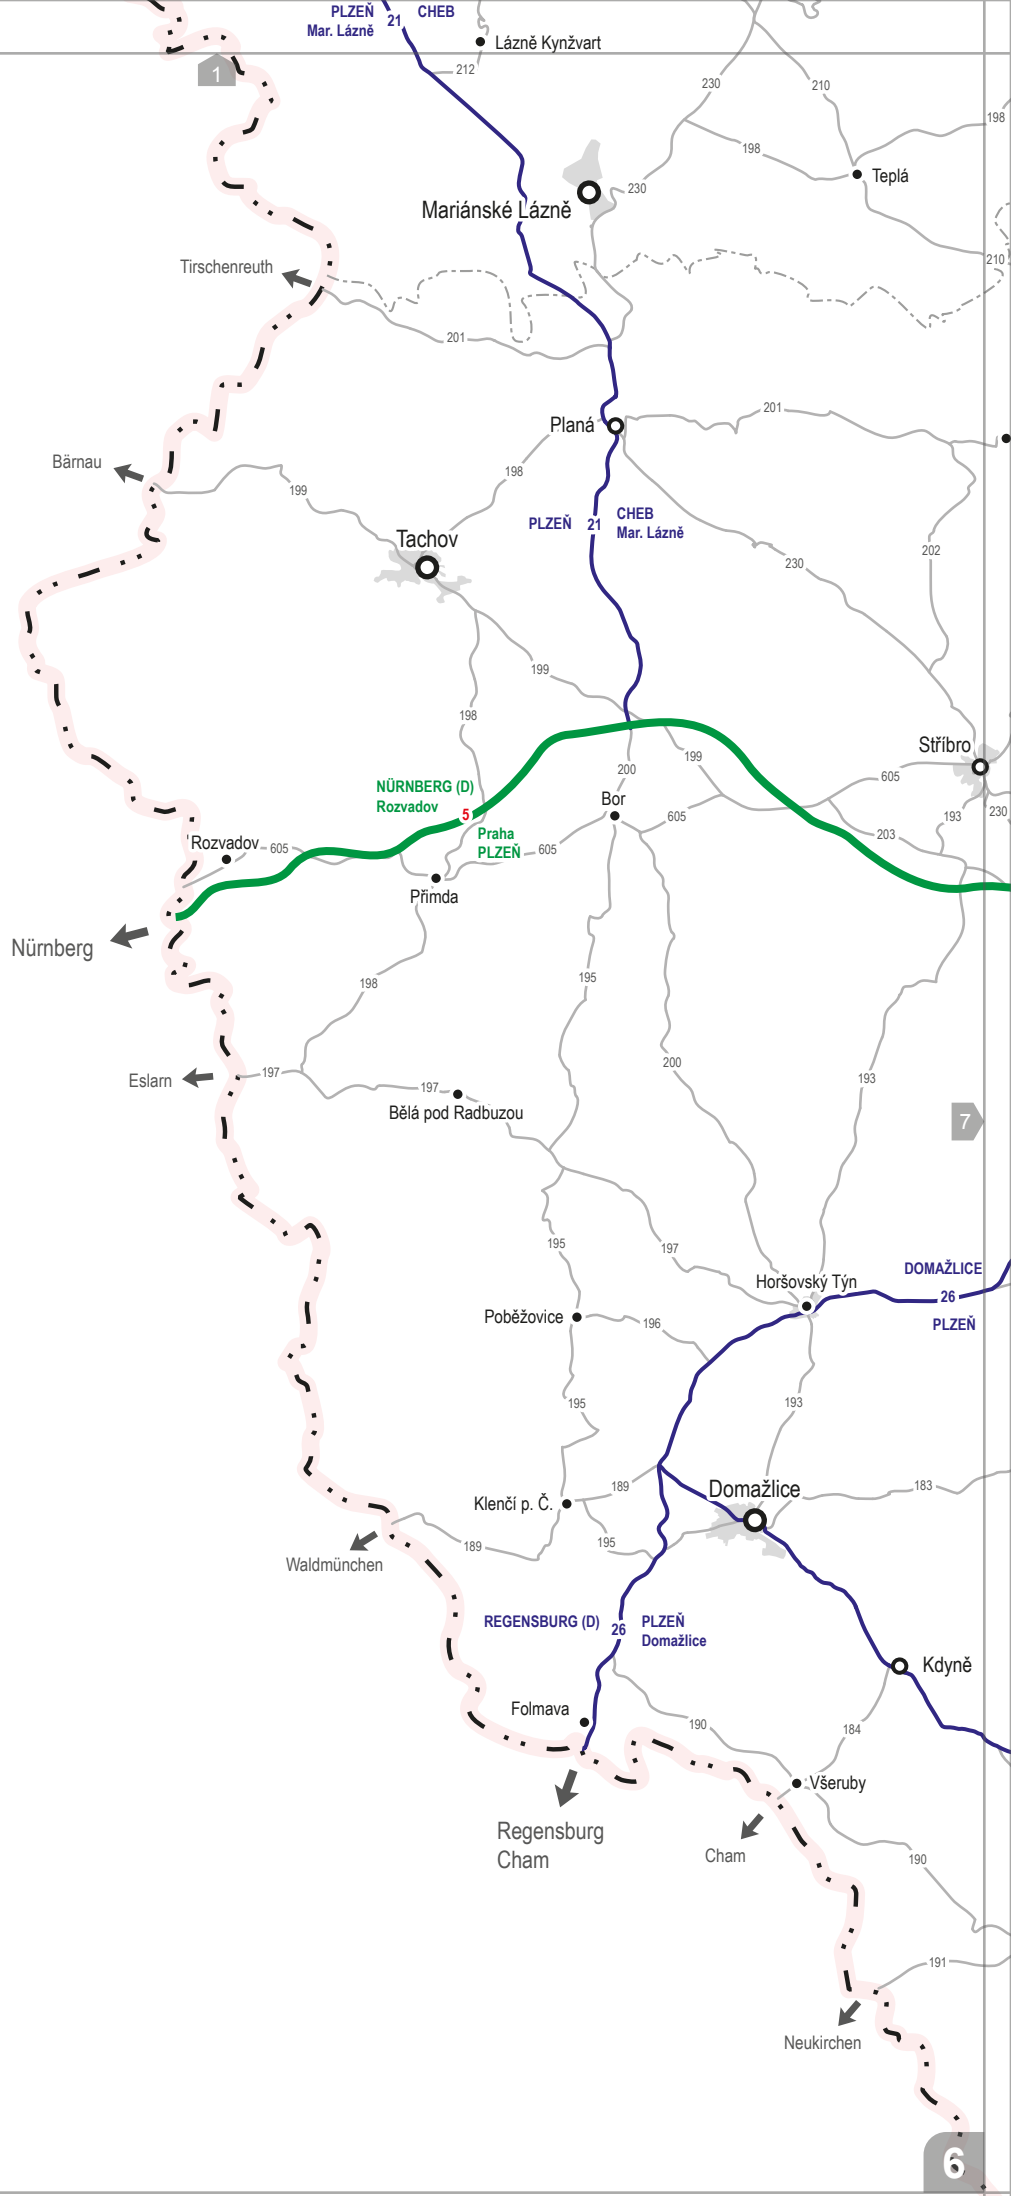 PLZEŇ
Mar. Lázně
21
CHEB
Lázně Kynžvart
212
1
230
210
198
198
Teplá
230
Mariánské Lázně
210
Tirschenreuth
201
201
Planá
Bärnau
198
199
PLZEŇ
21
CHEB
Mar. Lázně
Tachov
202
230
199
198
Stříbro
199
200
605
NÜRNBERG (D)
Rozvadov
5
Praha
PLZEŇ
Bor
605
193
230
203
Rozvadov
605
605
Přimda
Nürnberg
198
195
200
197
Eslarn
193
197
Bělá pod Radbuzou
7
195
197
DOMAŽLICE
26
PLZEŇ
Horšovský Týn
Poběžovice
196
195
193
189
Domažlice
183
Klenčí p. Č.
195
189
Waldmünchen
REGENSBURG (D)
26
PLZEŇ
Domažlice
Kdyně
Folmava
190
184
Všeruby
Regensburg
Cham
Cham
190
191
Neukirchen
6